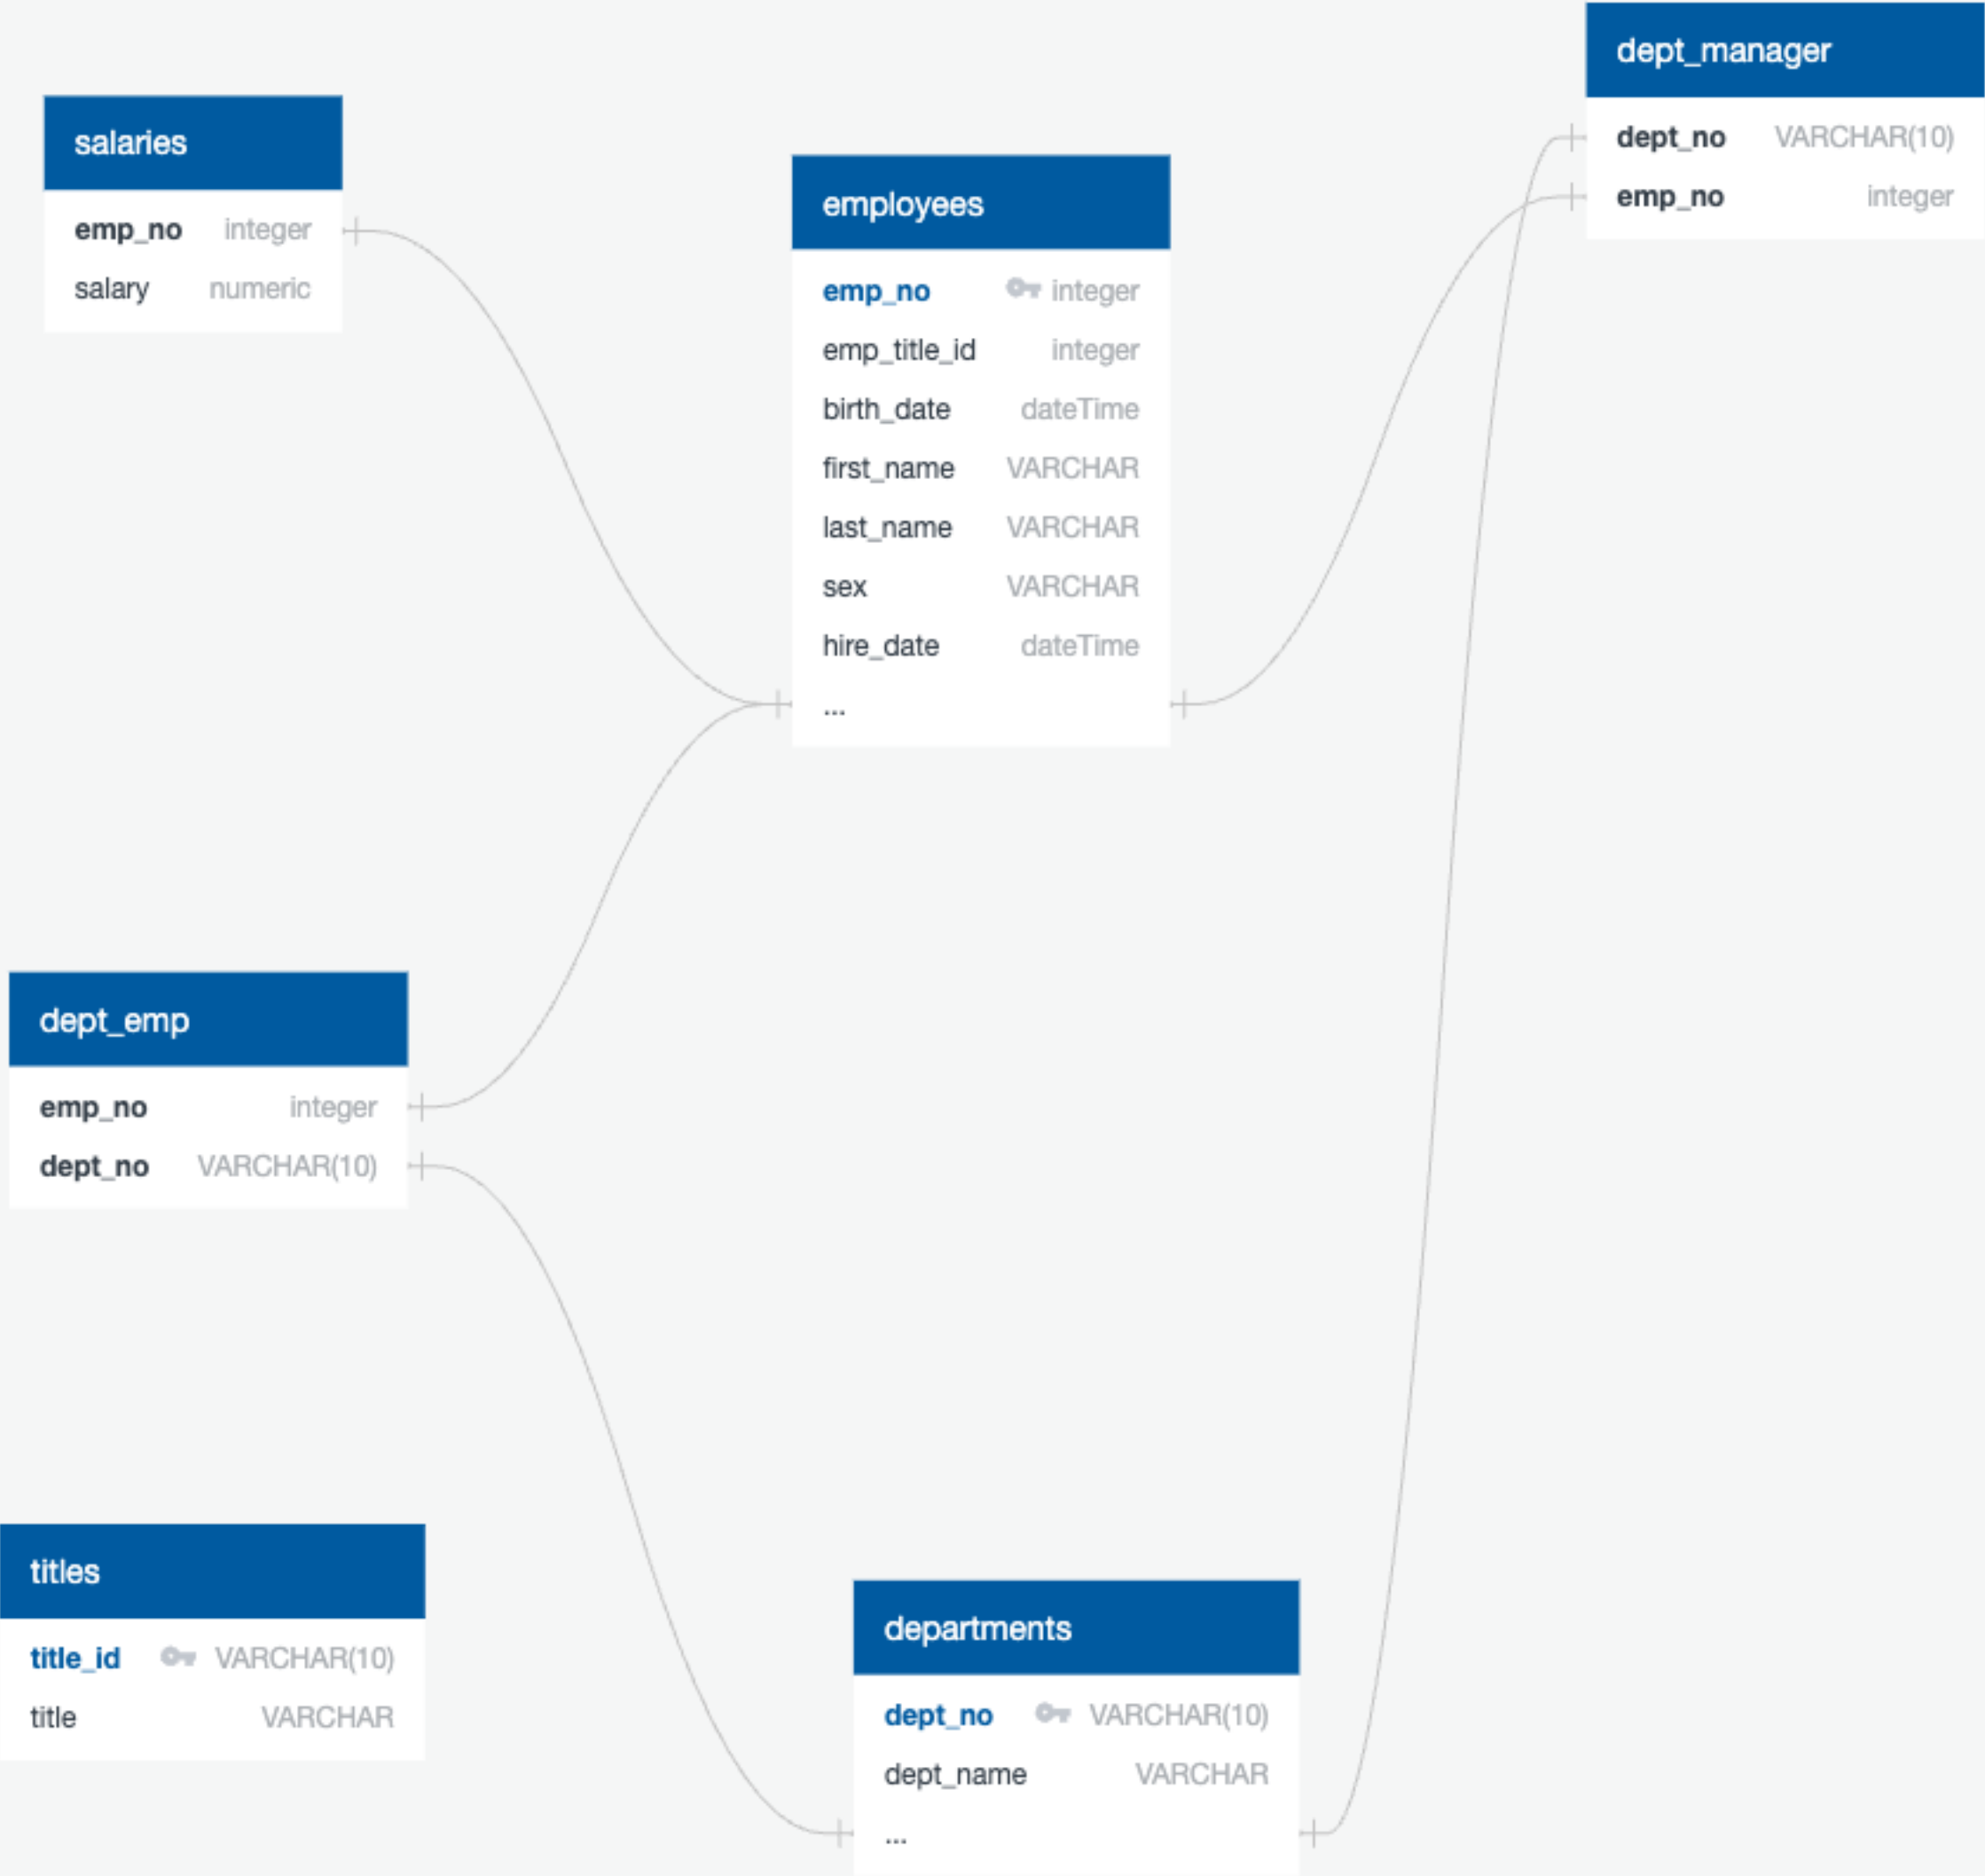 salaries
emp_no integer
salary numeric
employees
emp_no integer
emp_title_id integer
birth_date dateTime
first_name VARCHAR
last_name VARCHAR
sex VARCHAR
hire_date dateTime
...
dept_manager
dept_no VARCHAR(10)
emp_no integer
dept_emp
emp_no integer
dept_no VARCHAR(10)
titles
title_id VARCHAR(10)
title VARCHAR
departments
dept_no VARCHAR(10)
dept_name VARCHAR
...